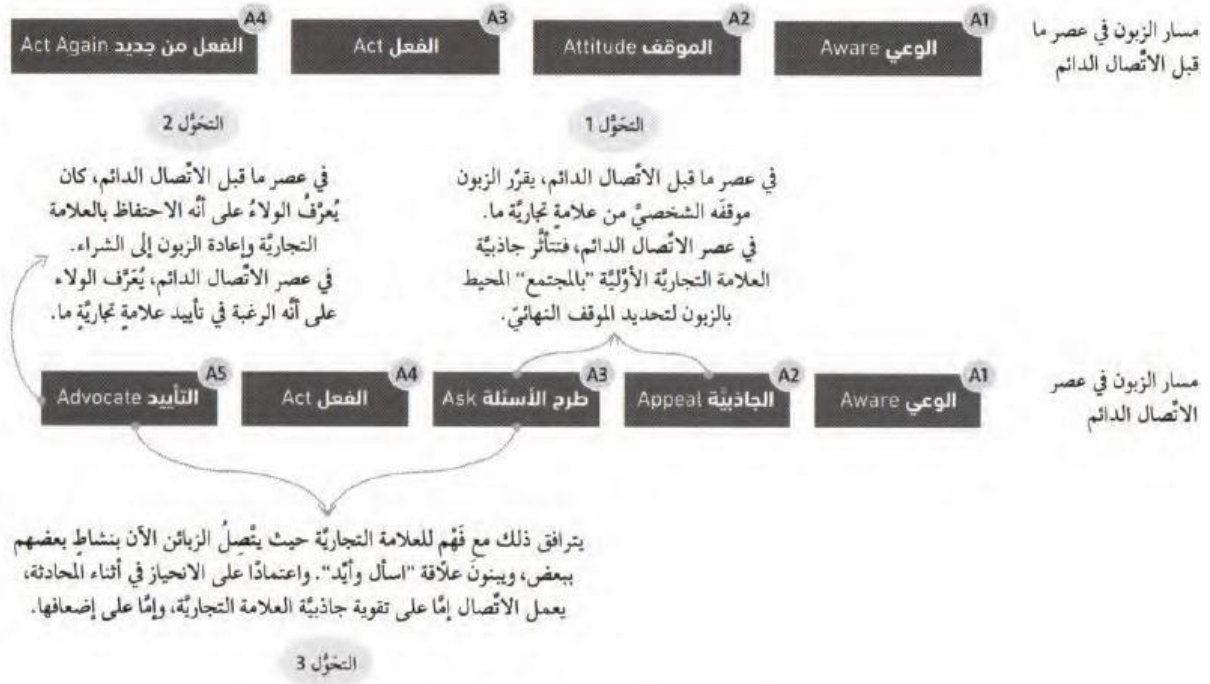 مسار الزبون في عصر ما
قبل الاتّصال الدائم
A1
الوعي Aware
A2
الموقف Attitude
A3
الفعل Act
A4
الفعل من جديد Act Again
التحَوُّل 1
في عصر ما قبل الاتّصال الدائم، يقرّر الزبون
موقفَه الشخصيَّ من علامةٍ تجاريَّة ما.
في عصر الاتّصال الدائم، فتتأثَّر جاذبيَّة
العلامة التجاريَّة الأوَّليَّة "بالمجتمع" المحيط
بالزبون لتحديد الموقف النهائيّ.
التحَوُّل 2
في عصر ما قبل الاتّصال الدائم، كان
يُعرَّفُ الولاءُ على أنَّه الاحتفاظ بالعلامة
التجاريَّة وإعادة الزبون إلى الشراء.
في عصر الاتّصال الدائم، يُعَرَّف الولاء
على أنَّه الرغبة في تأييد علامةٍ تجاريَّةٍ ما.
مسار الزبون في عصر
الاتّصال الدائم
A1
الوعي Aware
A2
الجاذبيَّة Appeal
A3
طرح الأسئلة Ask
A4
الفعل Act
A5
التأييد Advocate
يترافق ذلك مع فَهْم للعلامة التجاريَّة حيث يتَّصِلُ الزبائن الآن بنشاطٍ بعضهم
ببعض، ويبنونَ علاقة "اسأل وأيِّد". واعتمادًا على الانحياز في أثناء المحادثة،
يعمل الاتّصال إمَّا على تقوية جاذبيَّة العلامة التجاريَّة، وإمَّا على إضعافها.
التحَوُّل 3